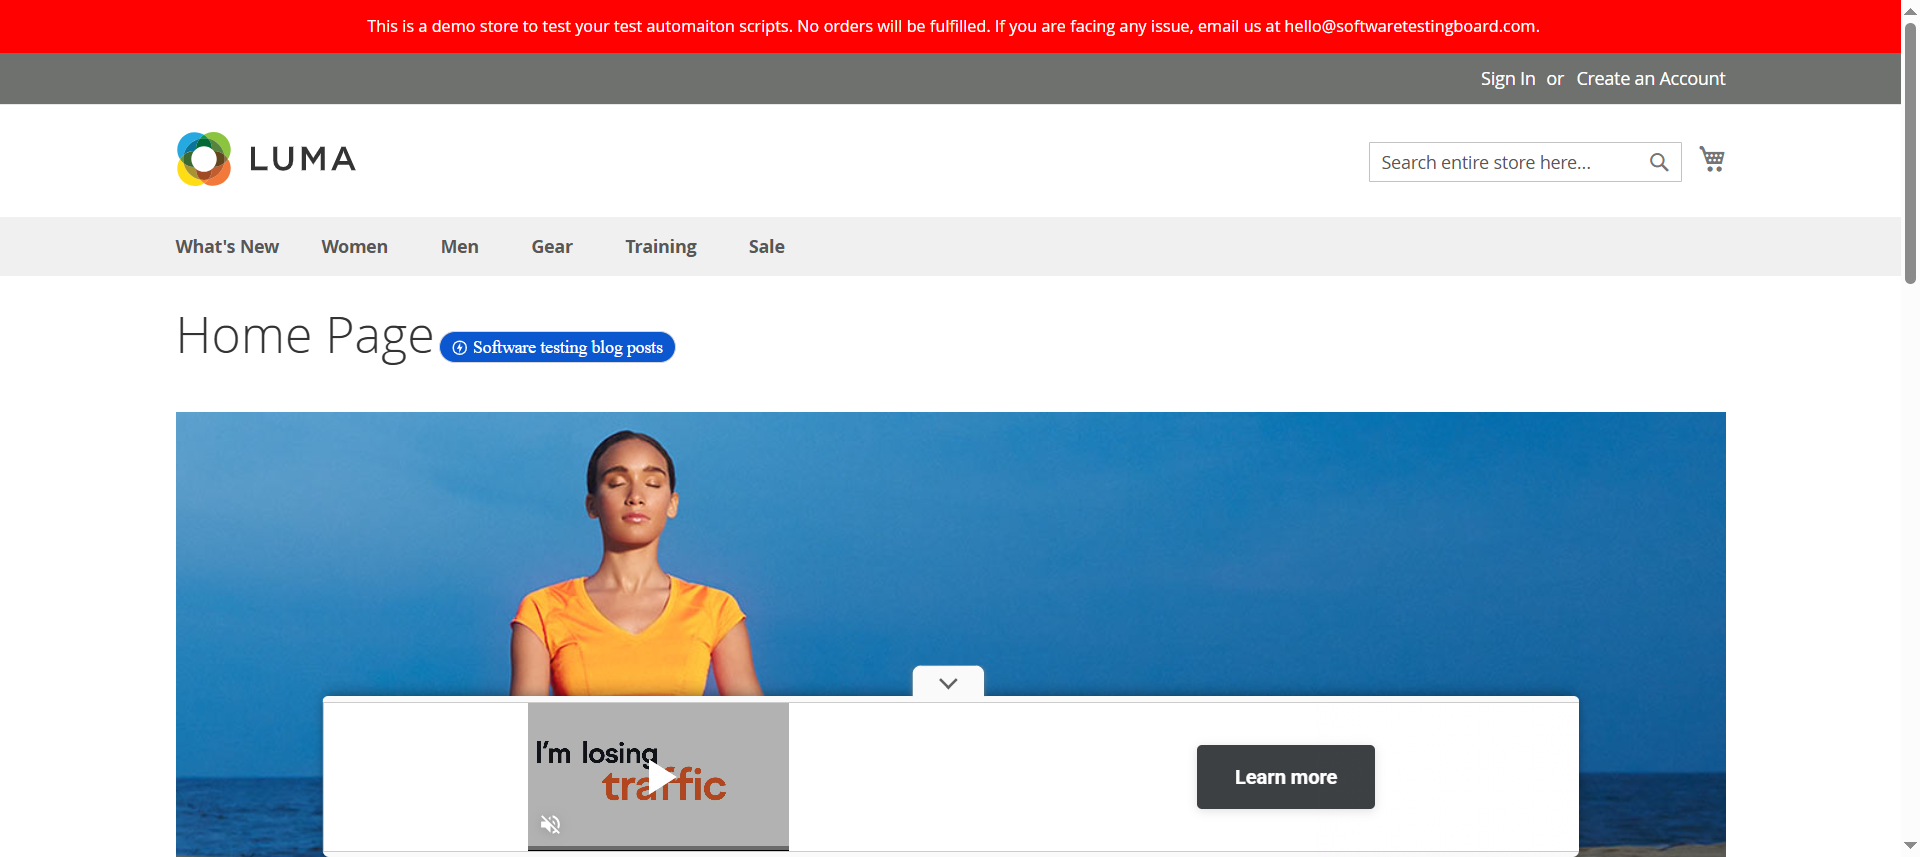 This is a demo store to test your test automaiton scripts. No orders will be fulfilled. If you are facing any issue, email us at hello@softwaretestingboard.com.
Sign In or Create an Account
LUMA
Search entire store here...
What's New Women Men Gear Training Sale
Home Page
Software testing blog posts
I'm losing
traffic
Learn more